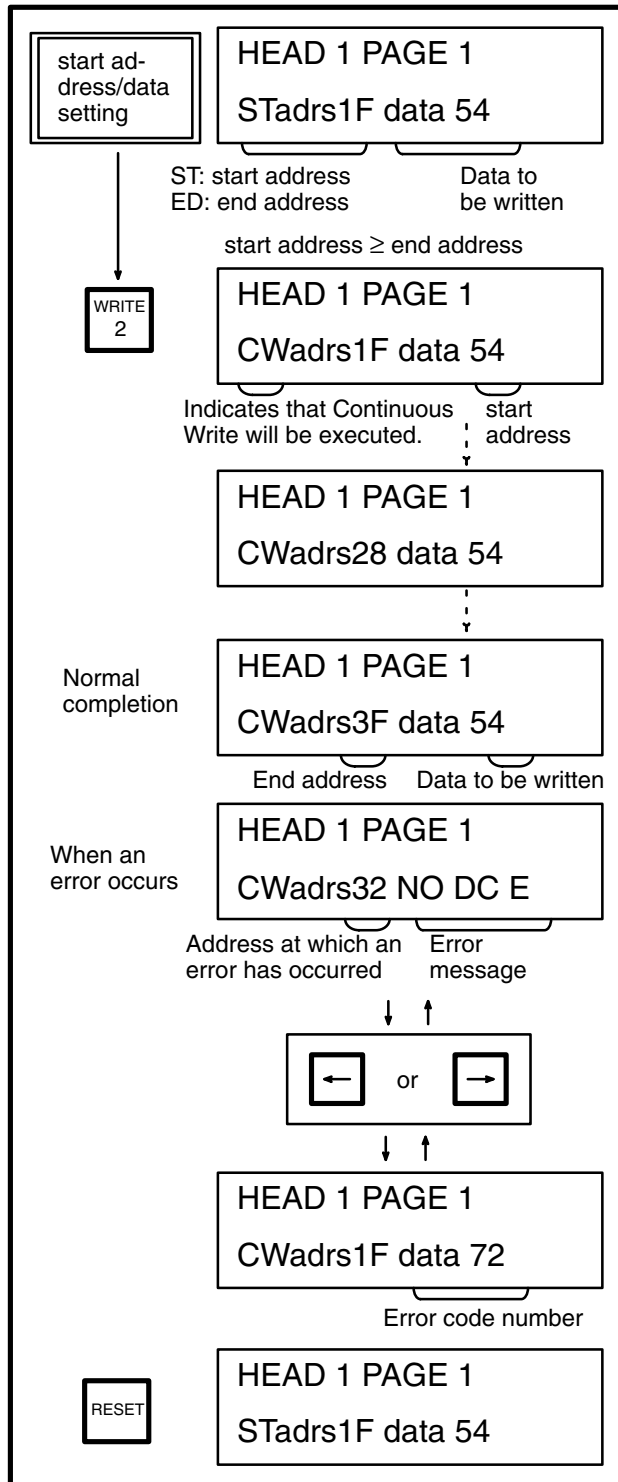 start ad-
dress/data
setting
HEAD 1 PAGE 1
STadrs1F data 54
ST: start address
ED: end address
Data to
be written
start address ≥ end address
WRITE
2
HEAD 1 PAGE 1
CWadrs1F data 54
Indicates that Continuous
Write will be executed.
start
address
HEAD 1 PAGE 1
CWadrs28 data 54
Normal
completion
HEAD 1 PAGE 1
CWadrs3F data 54
End address
Data to be written
When an
error occurs
HEAD 1 PAGE 1
CWadrs32 NO DC E
Address at which an
error has occurred
Error
message
← or →
HEAD 1 PAGE 1
CWadrs1F data 72
Error code number
RESET
HEAD 1 PAGE 1
STadrs1F data 54